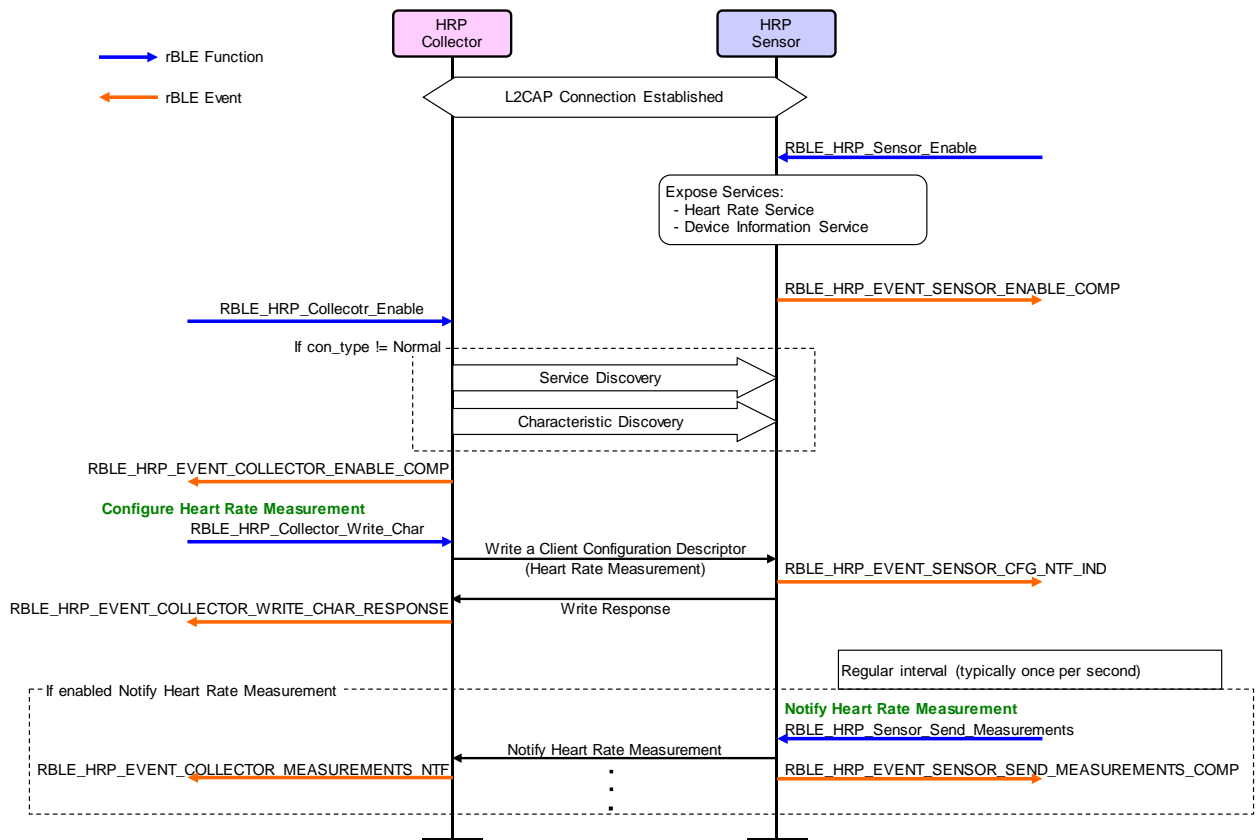 HRP
Collector
HRP
Sensor
rBLE Function
rBLE Event
L2CAP Connection Established
RBLE_HRP_Sensor_Enable
Expose Services:
- Heart Rate Service
- Device Information Service
RBLE_HRP_EVENT_SENSOR_ENABLE_COMP
RBLE_HRP_Collecotr_Enable
If con_type != Normal
Service Discovery
Characteristic Discovery
RBLE_HRP_EVENT_COLLECTOR_ENABLE_COMP
Configure Heart Rate Measurement
RBLE_HRP_Collector_Write_Char
Write a Client Configuration Descriptor
(Heart Rate Measurement)
RBLE_HRP_EVENT_SENSOR_CFG_NTF_IND
Write Response
RBLE_HRP_EVENT_COLLECTOR_WRITE_CHAR_RESPONSE
Regular interval (typically once per second)
If enabled Notify Heart Rate Measurement
Notify Heart Rate Measurement
RBLE_HRP_Sensor_Send_Measurements
Notify Heart Rate Measurement
RBLE_HRP_EVENT_COLLECTOR_MEASUREMENTS_NTF
RBLE_HRP_EVENT_SENSOR_SEND_MEASUREMENTS_COMP